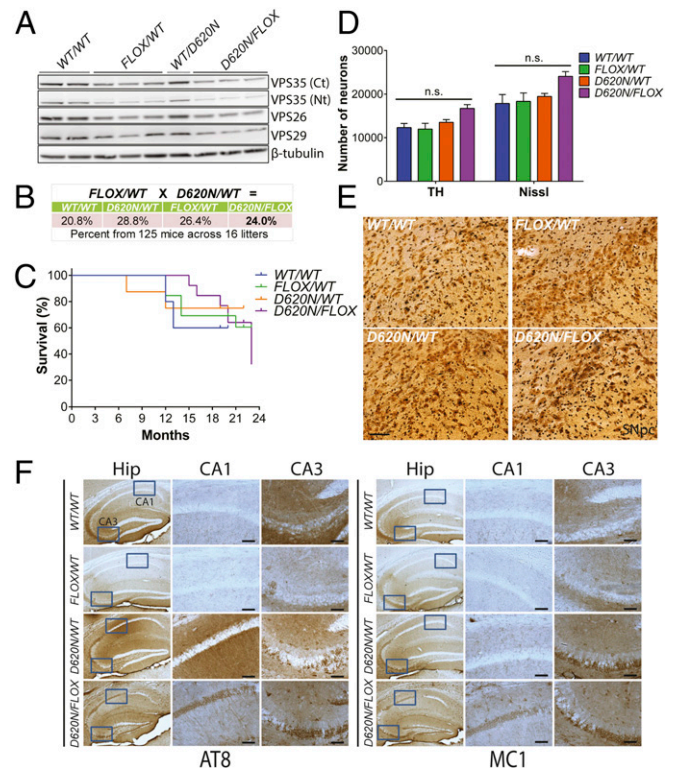 A
WT/WT
FLOX/WT
WT/D620N
D620N/FLOX
VPS35 (Ct)
VPS35 (Nt)
VPS26
VPS29
β-tubulin
B
FLOX/WT X D620N/WT =
WT/WT D620N/WT FLOX/WT D620N/FLOX
20.8% 28.8% 26.4% 24.0%
Percent from 125 mice across 16 litters
C
Survival (%)
100
80
60
40
20
0
0 3 6 9 12 15 18 21 24
Months
WT/WT
FLOX/WT
D620N/WT
D620N/FLOX
D
Number of neurons
30000
20000
10000
0
n.s.
n.s.
TH
Nissl
WT/WT
FLOX/WT
D620N/WT
D620N/FLOX
E
WT/WT
FLOX/WT
D620N/WT
D620N/FLOX
SNpc
F
Hip CA1 CA3
Hip CA1 CA3
WT/WT
CA1
CA3
FLOX/WT
D620N/WT
D620N/FLOX
AT8
WT/WT
FLOX/WT
D620N/WT
D620N/FLOX
MC1